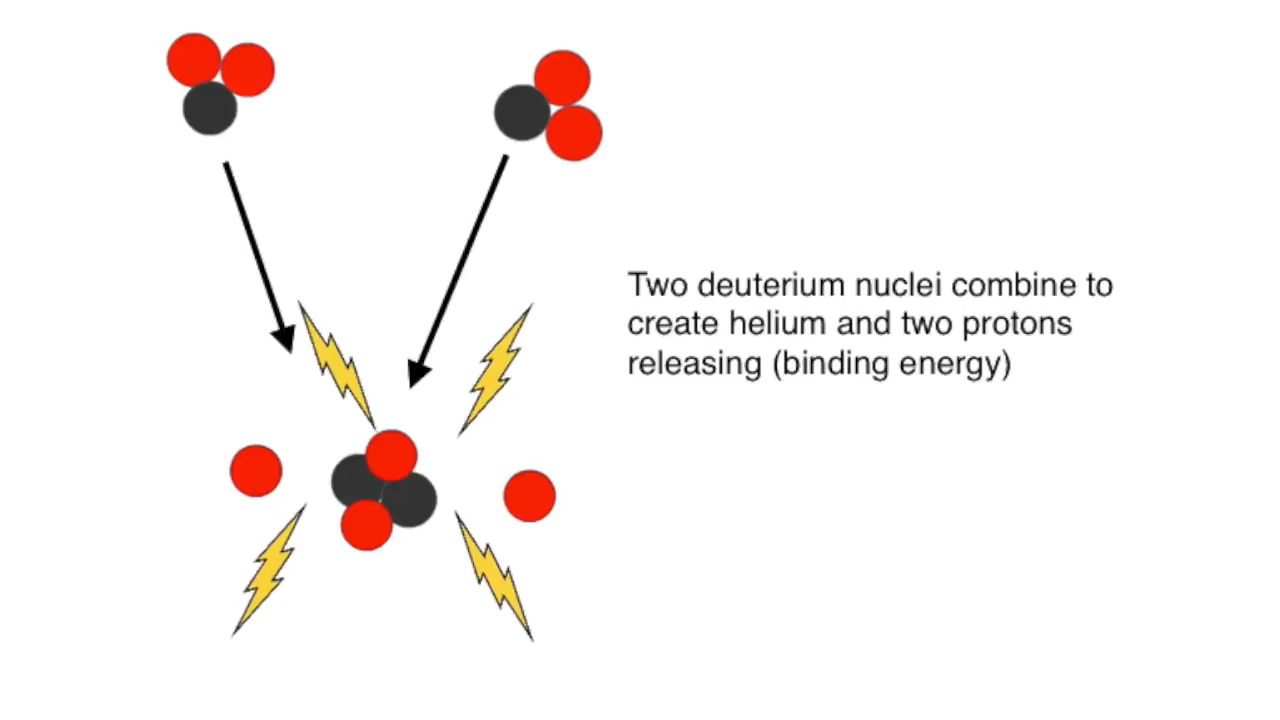 Two deuterium nuclei combine to
create helium and two protons
releasing (binding energy)